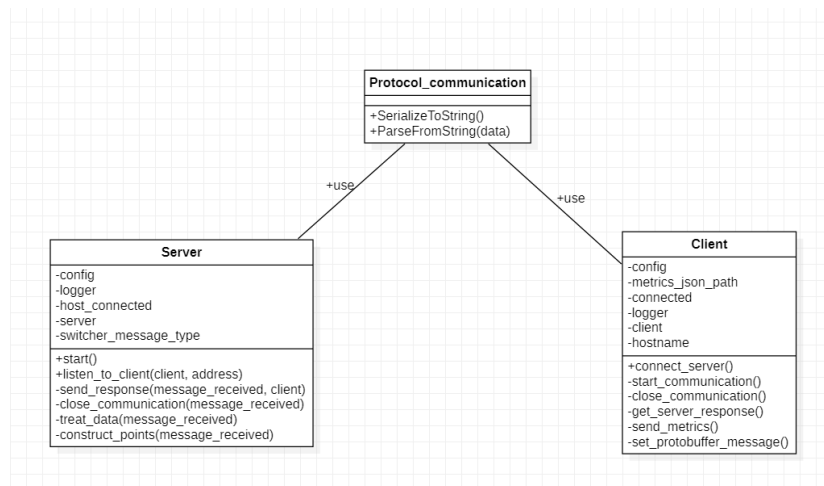 Protocol_communication
+SerializeToString()
+ParseFromString(data)
+use
+use
Server
-config
-logger
-host_connected
-server
-switcher_message_type
+start()
+listen_to_client(client, address)
-send_response(message_received, client)
-close_communication(message_received)
-treat_data(message_received)
-construct_points(message_received)
Client
-config
-metrics_json_path
-connected
-logger
-client
-hostname
+connect_server()
-start_communication()
-close_communication()
-get_server_response()
-send_metrics()
-set_protobuffer_message()